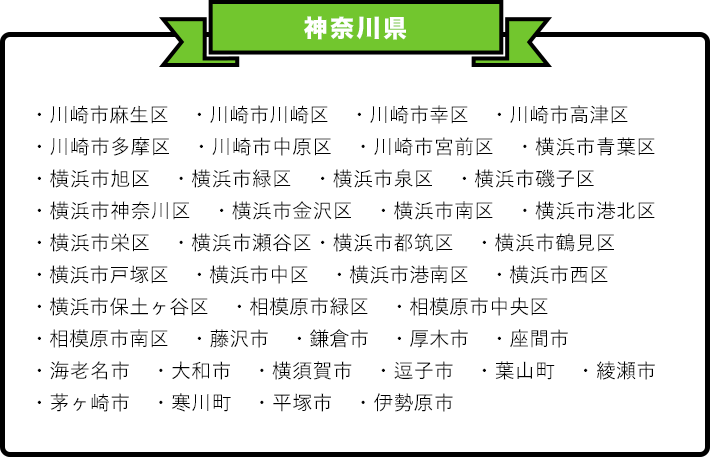 神奈川県
・川崎市麻生区　・川崎市川崎区　・川崎市幸区　・川崎市高津区
・川崎市多摩区　・川崎市中原区　・川崎市宮前区　・横浜市青葉区
・横浜市旭区　・横浜市緑区　・横浜市泉区　・横浜市磯子区
・横浜市神奈川区　・横浜市金沢区　・横浜市南区　・横浜市港北区
・横浜市栄区　・横浜市瀬谷区・横浜市都筑区　・横浜市鶴見区
・横浜市戸塚区　・横浜市中区　・横浜市港南区　・横浜市西区
・横浜市保土ヶ谷区　・相模原市緑区　・相模原市中央区
・相模原市南区　・藤沢市　・鎌倉市　・厚木市　・座間市
・海老名市　・大和市　・横須賀市　・逗子市　・葉山町　・綾瀬市
・茅ヶ崎市　・寒川町　・平塚市　・伊勢原市